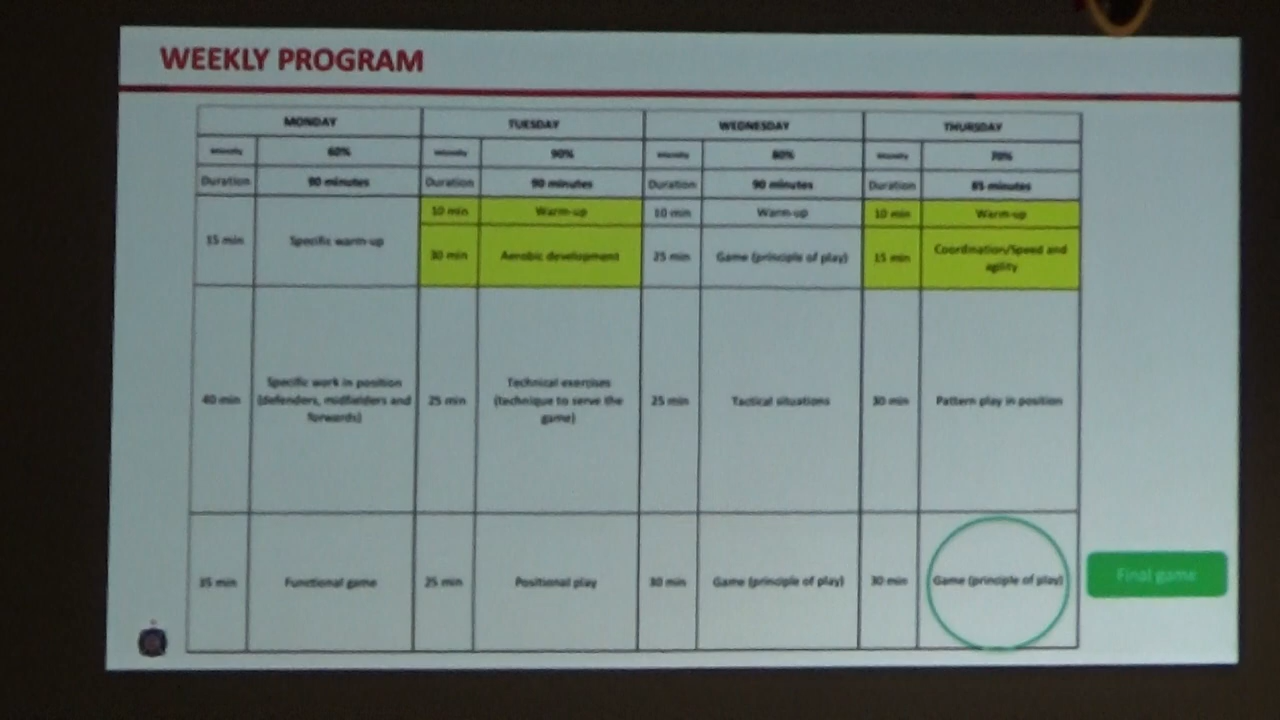 WEEKLY PROGRAM
MONDAY TUESDAY WEDNESDAY THURSDAY
Intensity 60% Intensity 90% Intensity 80% Intensity 70%
Duration 90 minutes Duration 90 minutes Duration 90 minutes Duration 85 minutes
10 min Warm-up 10 min Warm-up 10 min Warm-up
15 min Specific warm-up
30 min Aerobic development 25 min Game (principle of play) 15 min Coordination/Speed and
agility
40 min Specific work in position
(defenders, midfielders and
forwards)
25 min Technical exercises
(technique to serve the
game)
25 min Tactical situations 30 min Pattern play in position
35 min Functional game 25 min Positional play 30 min Game (principle of play) 30 min Game (principle of play)
Final game